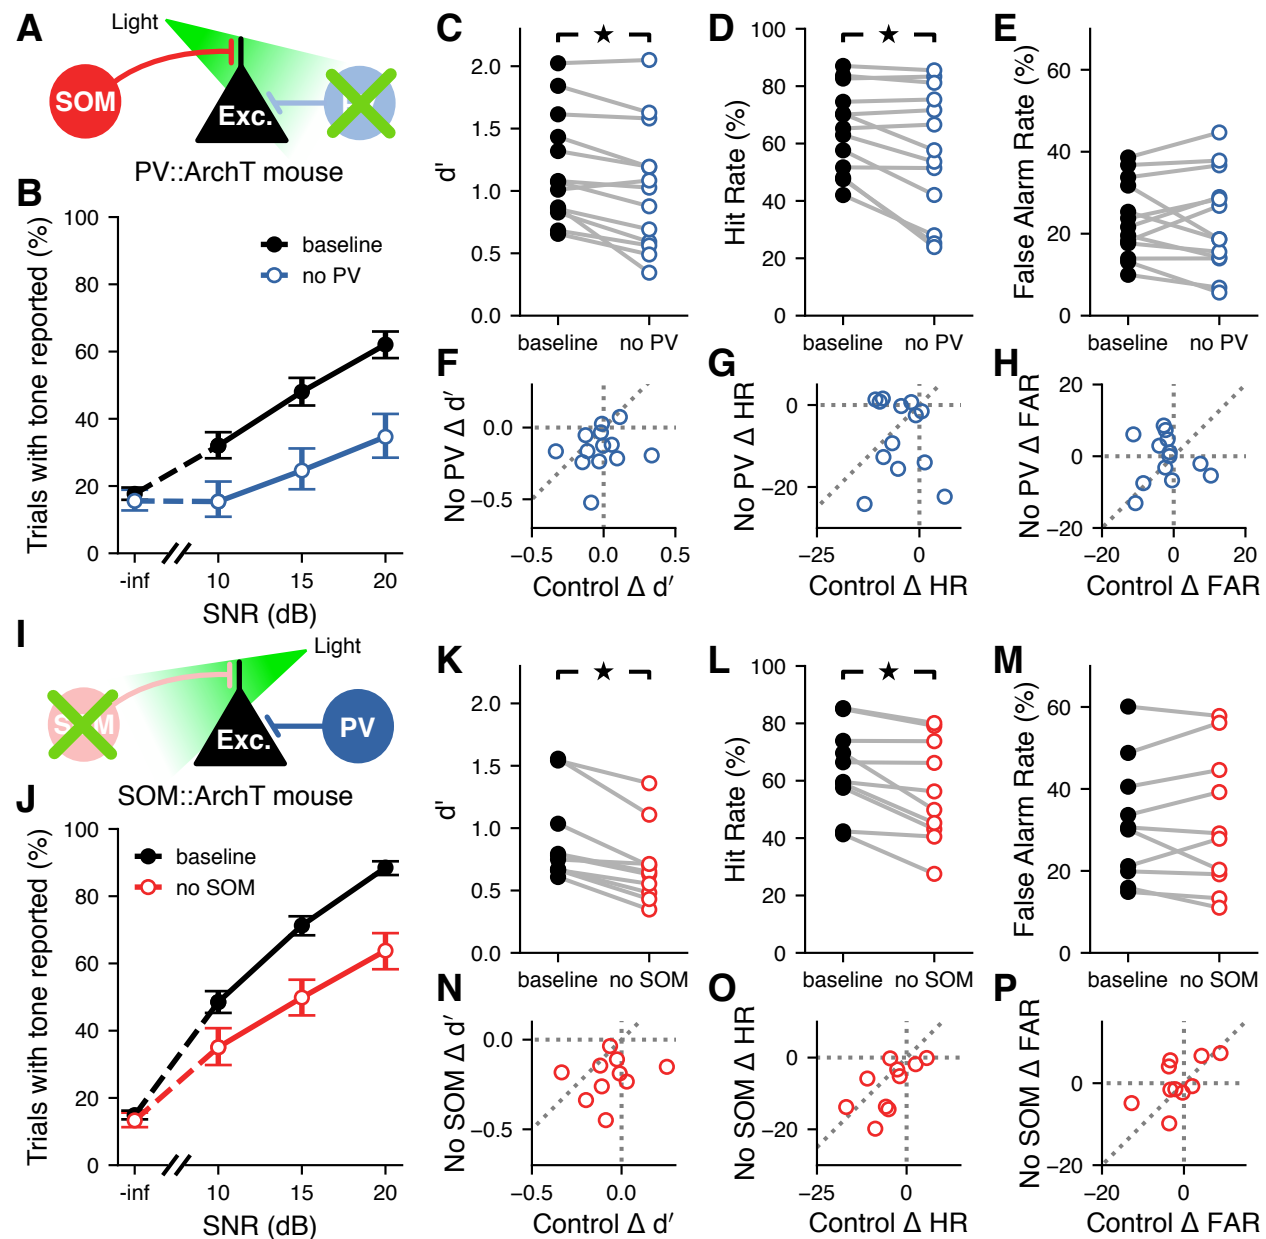 A
Light
SOM
Exc.
PV::ArchT mouse
B
Trials with tone reported (%)
100
80
60
40
20
0
baseline
no PV
-inf
10
15
20
SNR (dB)
C
d'
2.0
1.5
1.0
0.5
0.0
★
baseline
no PV
D
Hit Rate (%)
100
80
60
40
20
0
★
baseline
no PV
E
False Alarm Rate (%)
60
40
20
0
baseline
no PV
F
No PV Δ d′
0.0
−0.5
−0.5
0.0
0.5
Control Δ d′
G
No PV Δ HR
0
−20
−25
0
Control Δ HR
H
No PV Δ FAR
20
0
−20
−20
0
20
Control Δ FAR
I
Light
Exc.
PV
SOM::ArchT mouse
J
Trials with tone reported (%)
100
80
60
40
20
0
baseline
no SOM
-inf
10
15
20
SNR (dB)
K
d'
2.0
1.5
1.0
0.5
0.0
★
baseline
no SOM
L
Hit Rate (%)
100
80
60
40
20
0
★
baseline
no SOM
M
False Alarm Rate (%)
60
40
20
0
baseline
no SOM
N
No SOM Δ d′
0.0
−0.5
−0.5
0.0
Control Δ d′
O
No SOM Δ HR
0
−20
−25
0
Control Δ HR
P
No SOM Δ FAR
0
−20
−20
0
Control Δ FAR